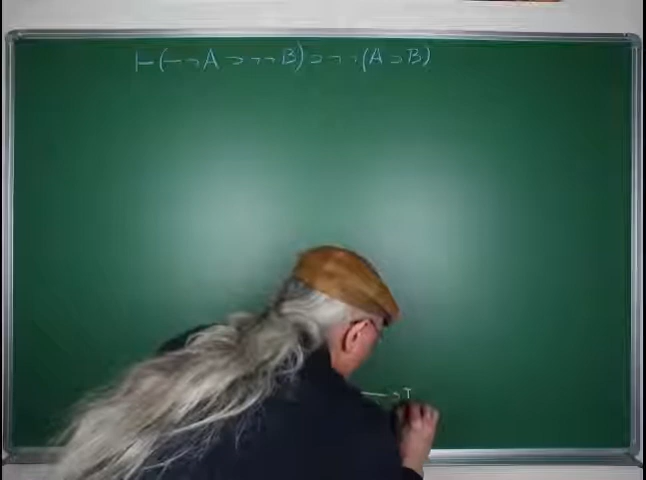 ⊢(¬¬A ⊃ ¬¬B) ⊃ ¬¬(A ⊃ B)